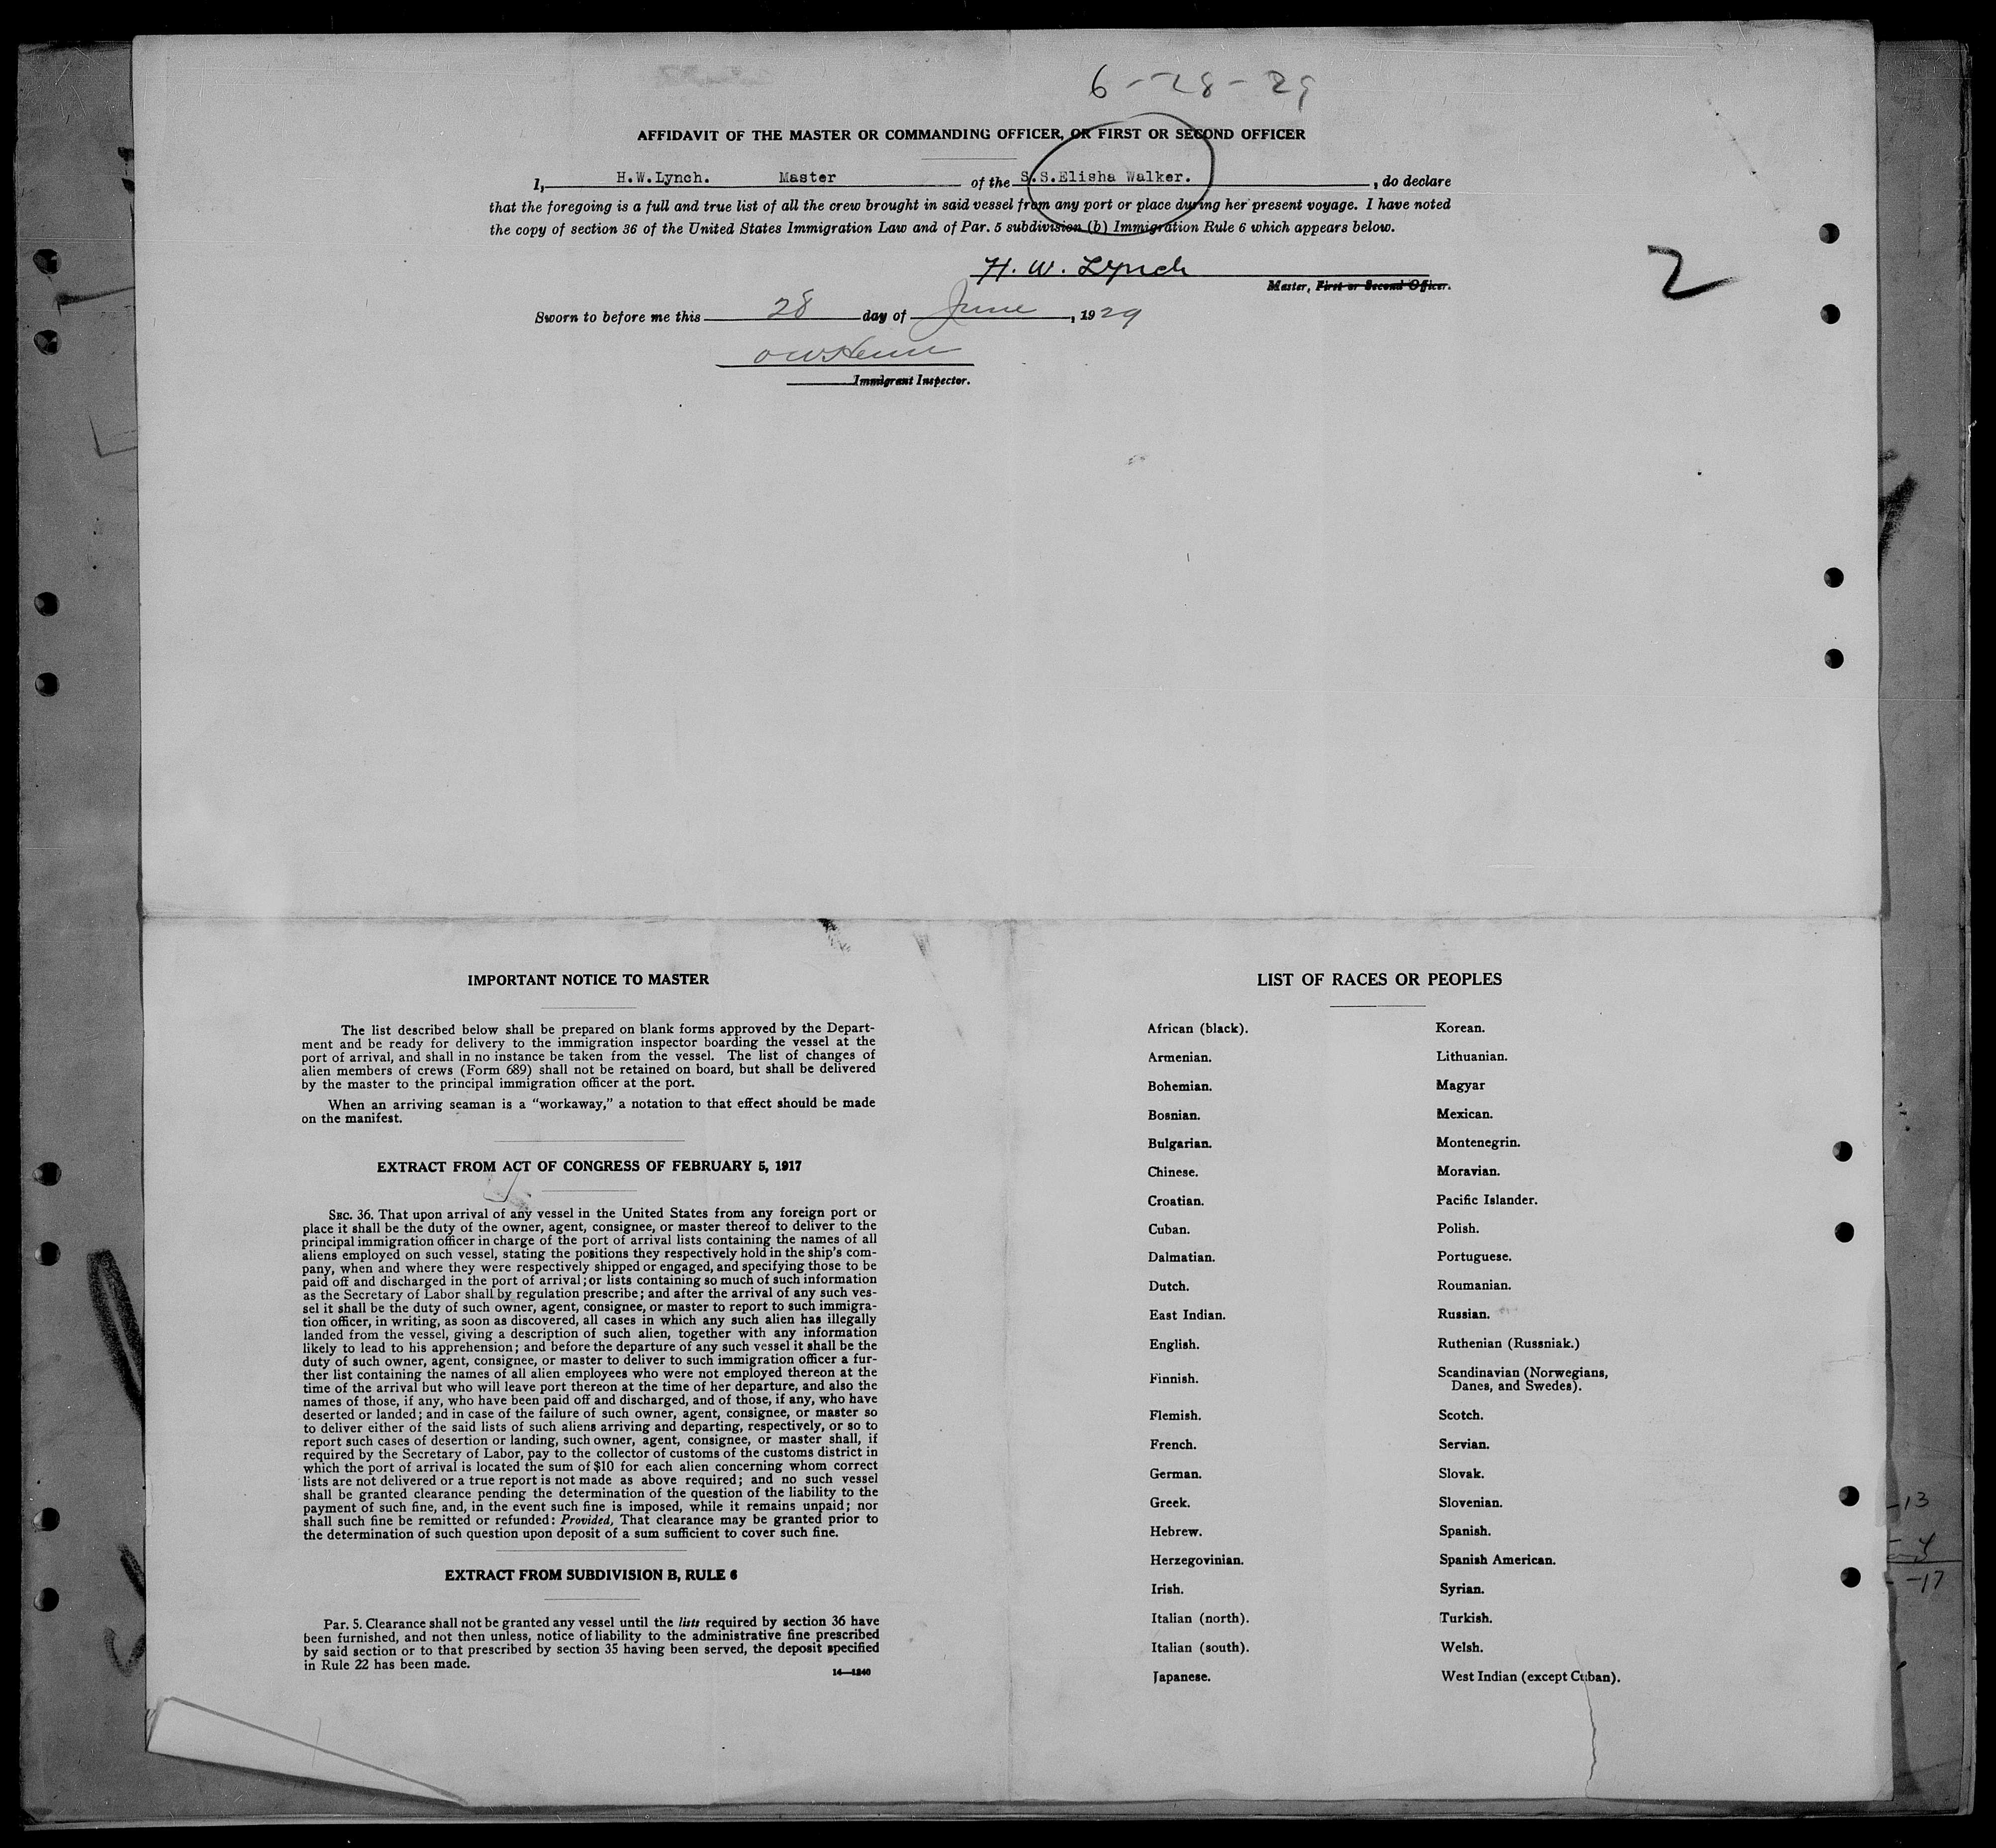 6-28-29
AFFIDAVIT OF THE MASTER OR COMMANDING OFFICER, OR FIRST OR SECOND OFFICER
I, H.W.Lynch. Master of the S.S.Elisha Walker. , do declare
that the foregoing is a full and true list of all the crew brought in said vessel from any port or place during her present voyage. I have noted
the copy of section 36 of the United States Immigration Law and of Par. 5 subdivision (b) Immigration Rule 6 which appears below.
H. W. Lynch
2
Master, First or Second Officer.
Sworn to before me this 28 day of June , 1929
Immigrant Inspector.
IMPORTANT NOTICE TO MASTER
The list described below shall be prepared on blank forms approved by the Depart-
ment and be ready for delivery to the immigration inspector boarding the vessel at the
port of arrival, and shall in no instance be taken from the vessel. The list of changes of
alien members of crews (Form 689) shall not be retained on board, but shall be delivered
by the master to the principal immigration officer at the port.
When an arriving seaman is a "workaway," a notation to that effect should be made
on the manifest.
EXTRACT FROM ACT OF CONGRESS OF FEBRUARY 5, 1917
SEC. 36. That upon arrival of any vessel in the United States from any foreign port or
place it shall be the duty of the owner, agent, consignee, or master thereof to deliver to the
principal immigration officer in charge of the port of arrival lists containing the names of all
aliens employed on such vessel, stating the positions they respectively hold in the ship's com-
pany, when and where they were respectively shipped or engaged, and specifying those to be
paid off and discharged in the port of arrival; or lists containing so much of such information
as the Secretary of Labor shall by regulation prescribe; and after the arrival of any such ves-
sel it shall be the duty of such owner, agent, consignee, or master to report to such immigra-
tion officer, in writing, as soon as discovered, all cases in which any such alien has illegally
landed from the vessel, giving a description of such alien, together with any information
likely to lead to his apprehension; and before the departure of any such vessel it shall be the
duty of such owner, agent, consignee, or master to deliver to such immigration officer a fur-
ther list containing the names of all alien employees who were not employed thereon at the
time of the arrival but who will leave port thereon at the time of her departure, and also the
names of those, if any, who have been paid off and discharged, and of those, if any, who have
deserted or landed; and in case of the failure of such owner, agent, consignee, or master so
to deliver either of the said lists of such aliens arriving and departing, respectively, or so to
report such cases of desertion or landing, such owner, agent, consignee, or master shall, if
required by the Secretary of Labor, pay to the collector of customs of the customs district in
which the port of arrival is located the sum of $10 for each alien concerning whom correct
lists are not delivered or a true report is not made as above required; and no such vessel
shall be granted clearance pending the determination of the question of the liability to the
payment of such fine, and, in the event such fine is imposed, while it remains unpaid; nor
shall such fine be remitted or refunded: Provided, That clearance may be granted prior to
the determination of such question upon deposit of a sum sufficient to cover such fine.
EXTRACT FROM SUBDIVISION B, RULE 6
Par. 5. Clearance shall not be granted any vessel until the lists required by section 36 have
been furnished, and not then unless, notice of liability to the administrative fine prescribed
by said section or to that prescribed by section 35 having been served, the deposit specified
in Rule 22 has been made.
14—1240
LIST OF RACES OR PEOPLES
African (black).
Armenian.
Bohemian.
Bosnian.
Bulgarian.
Chinese.
Croatian.
Cuban.
Dalmatian.
Dutch.
East Indian.
English.
Finnish.
Flemish.
French.
German.
Greek.
Hebrew.
Herzegovinian.
Irish.
Italian (north).
Italian (south).
Japanese.
Korean.
Lithuanian.
Magyar
Mexican.
Montenegrin.
Moravian.
Pacific Islander.
Polish.
Portuguese.
Roumanian.
Russian.
Ruthenian (Russniak.)
Scandinavian (Norwegians,
Danes, and Swedes).
Scotch.
Servian.
Slovak.
Slovenian.
Spanish.
Spanish American.
Syrian.
Turkish.
Welsh.
West Indian (except Cuban).
-13
-17